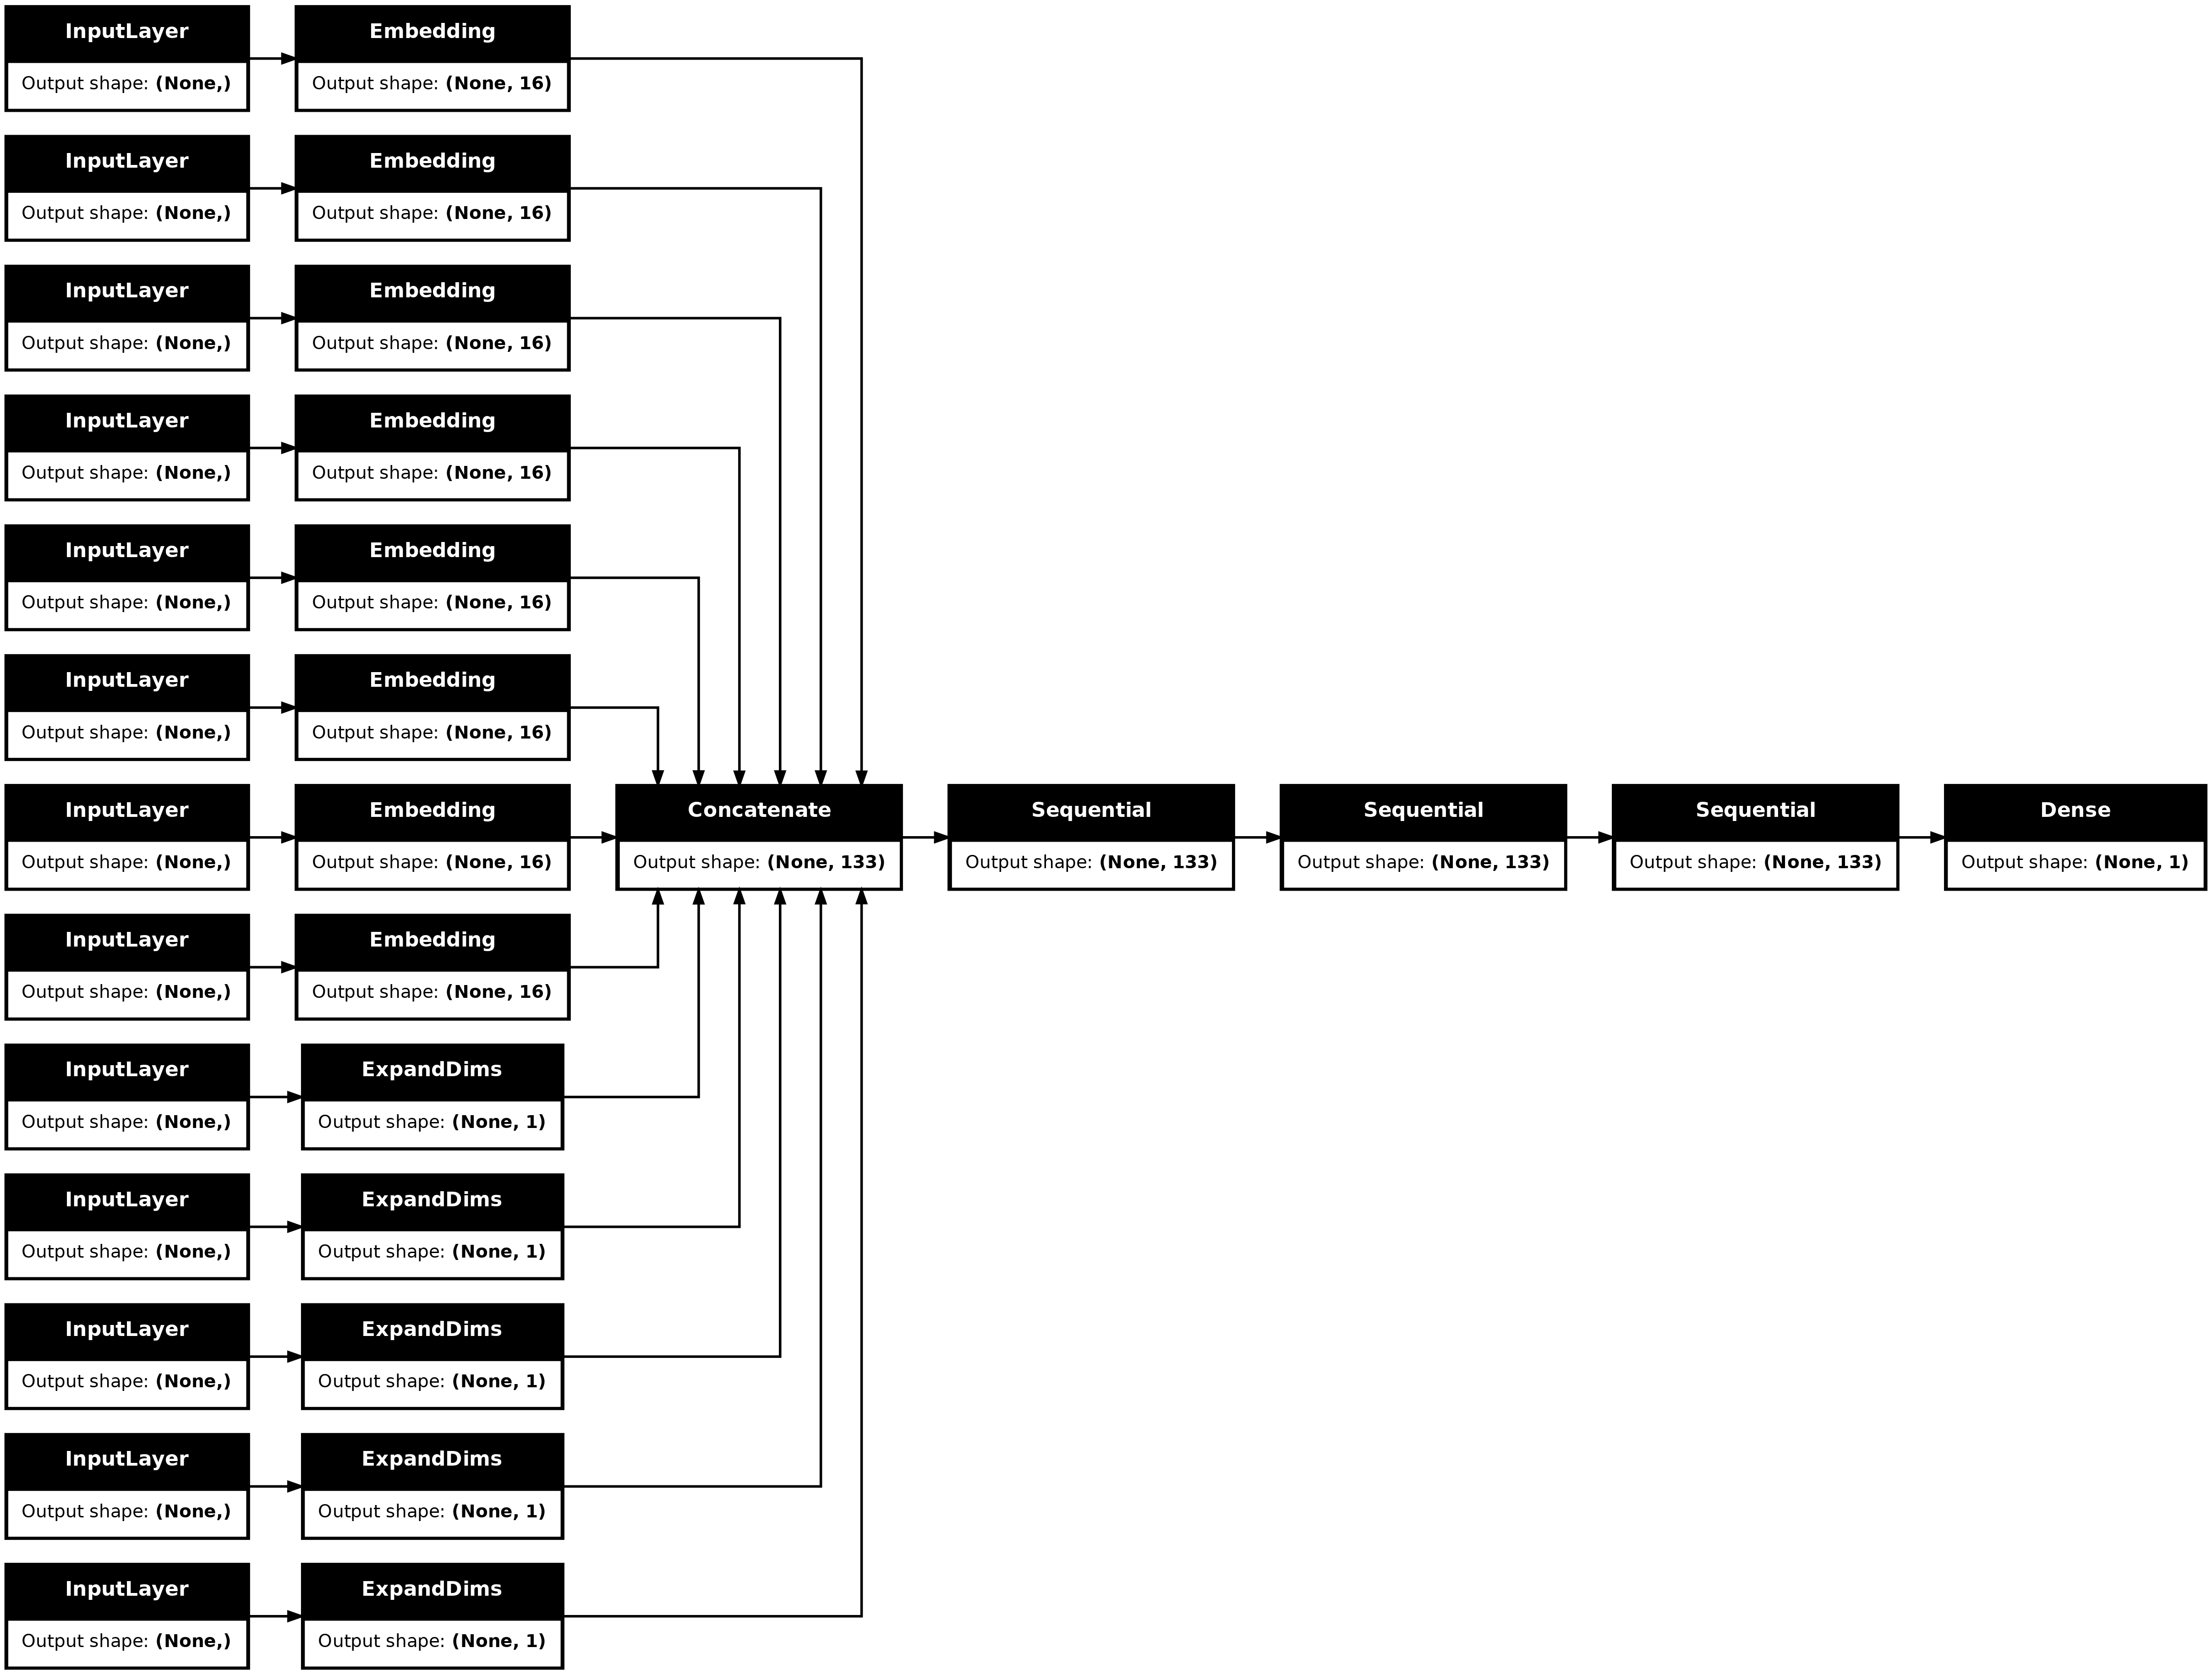 InputLayer
Output shape: (None,)
Embedding
Output shape: (None, 16)
InputLayer
Output shape: (None,)
Embedding
Output shape: (None, 16)
InputLayer
Output shape: (None,)
Embedding
Output shape: (None, 16)
InputLayer
Output shape: (None,)
Embedding
Output shape: (None, 16)
InputLayer
Output shape: (None,)
Embedding
Output shape: (None, 16)
InputLayer
Output shape: (None,)
Embedding
Output shape: (None, 16)
InputLayer
Output shape: (None,)
Embedding
Output shape: (None, 16)
Concatenate
Output shape: (None, 133)
Sequential
Output shape: (None, 133)
Sequential
Output shape: (None, 133)
Sequential
Output shape: (None, 133)
Dense
Output shape: (None, 1)
InputLayer
Output shape: (None,)
Embedding
Output shape: (None, 16)
InputLayer
Output shape: (None,)
ExpandDims
Output shape: (None, 1)
InputLayer
Output shape: (None,)
ExpandDims
Output shape: (None, 1)
InputLayer
Output shape: (None,)
ExpandDims
Output shape: (None, 1)
InputLayer
Output shape: (None,)
ExpandDims
Output shape: (None, 1)
InputLayer
Output shape: (None,)
ExpandDims
Output shape: (None, 1)